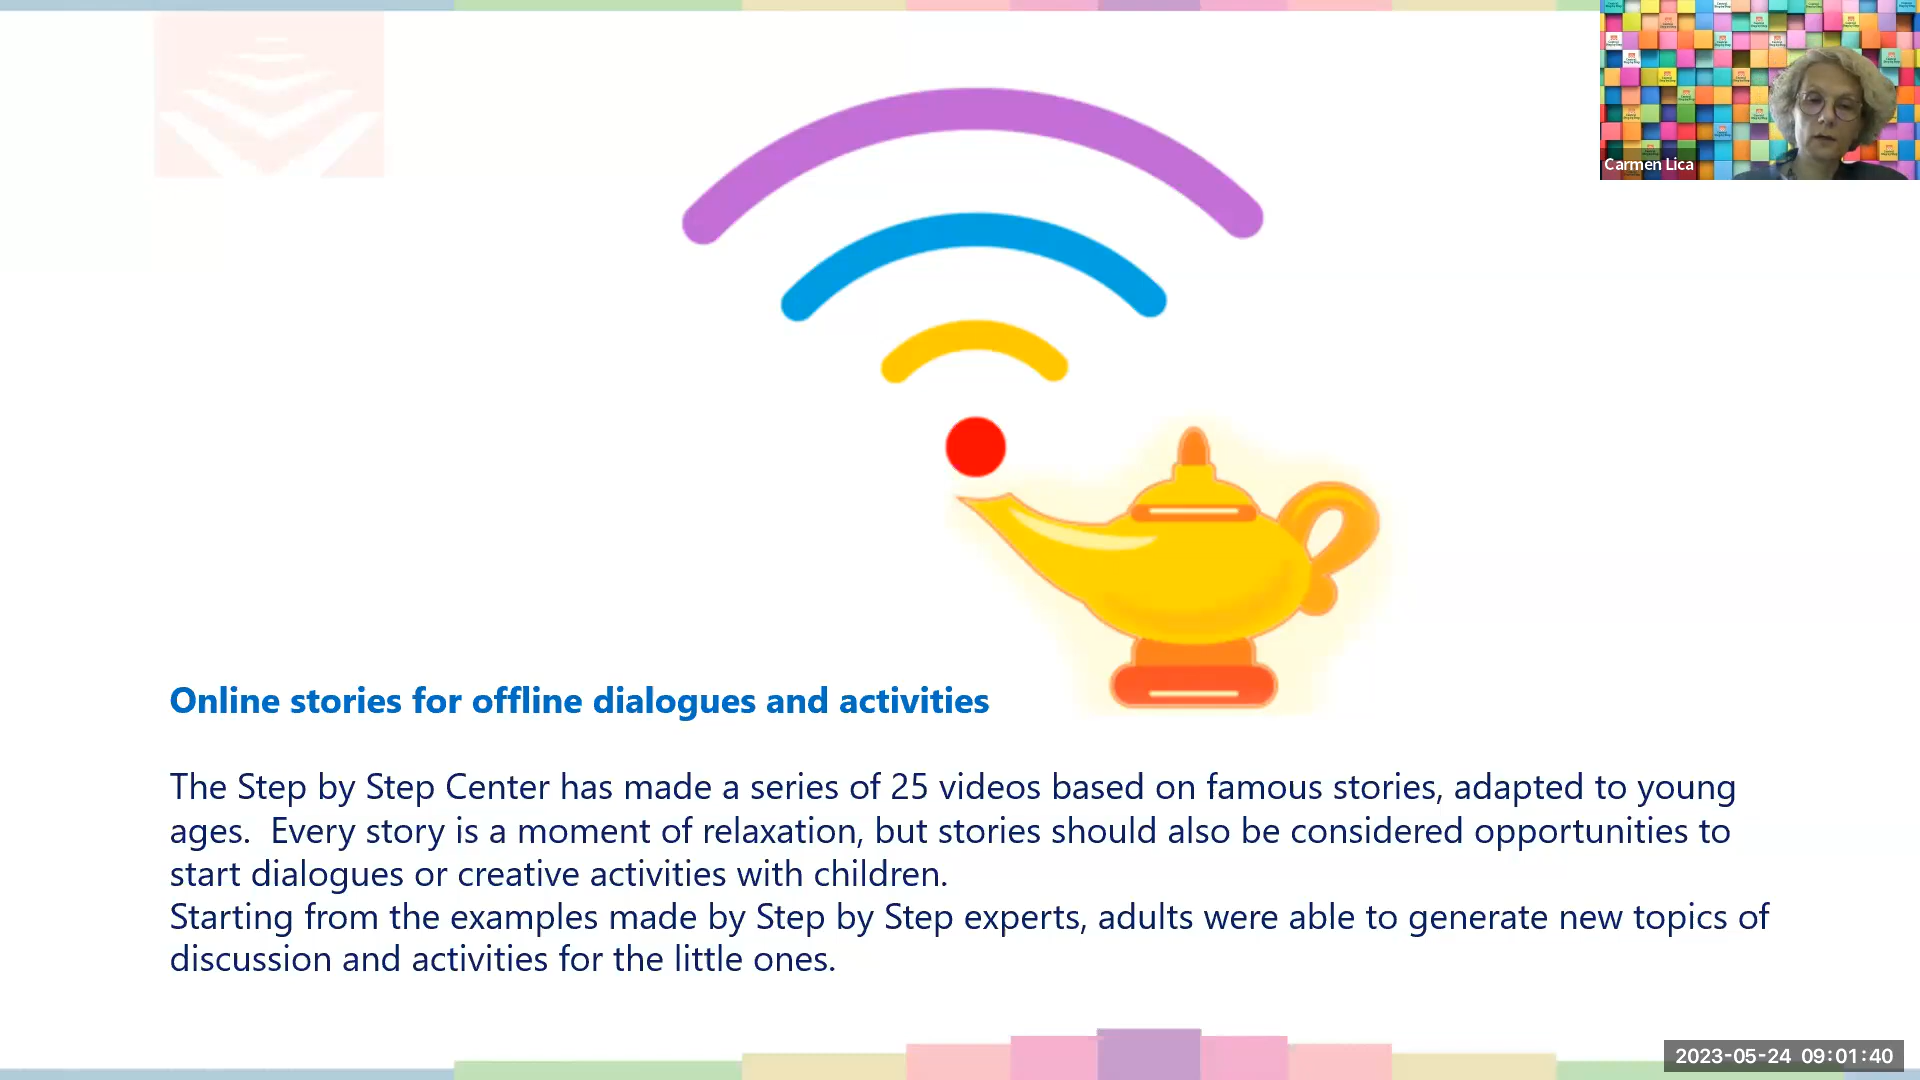 Carmen Lica
Online stories for offline dialogues and activities
The Step by Step Center has made a series of 25 videos based on famous stories, adapted to young
ages.  Every story is a moment of relaxation, but stories should also be considered opportunities to
start dialogues or creative activities with children.
Starting from the examples made by Step by Step experts, adults were able to generate new topics of
discussion and activities for the little ones.
2023-05-24 09:01:40